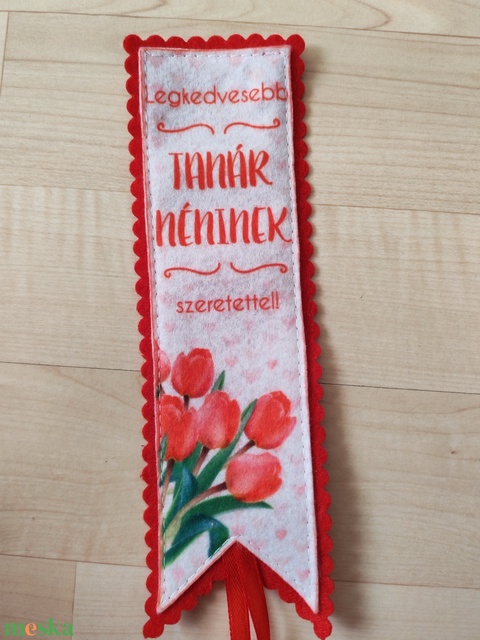 Legkedvesebb
TANÁR
NÉNINEK
szeretettel!
meska